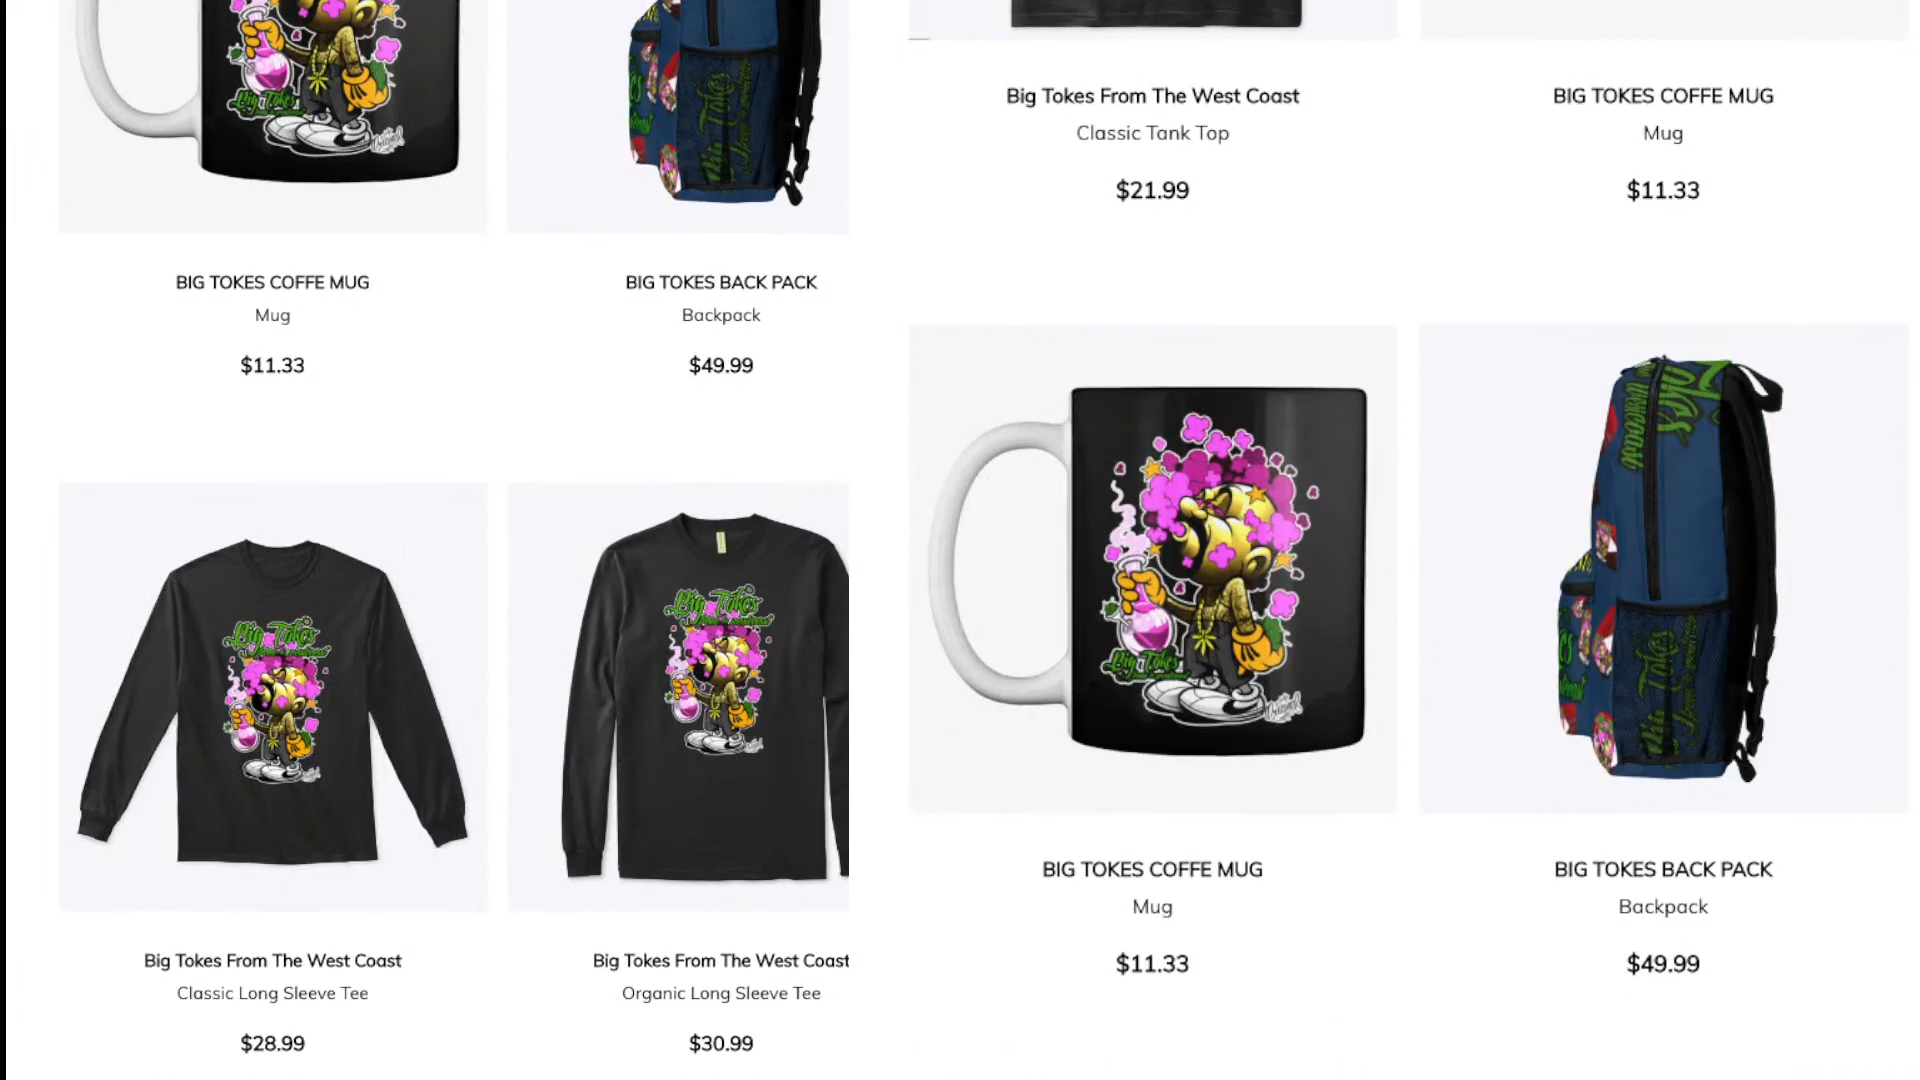 Big Tokes
BIG TOKES COFFE MUG
Mug
$11.33
BIG TOKES BACK PACK
Backpack
$49.99
Big Tokes
Big Tokes
Big Tokes From The West Coast
Classic Long Sleeve Tee
$28.99
Big Tokes From The West Coast
Organic Long Sleeve Tee
$30.99
Big Tokes From The West Coast
Classic Tank Top
$21.99
BIG TOKES COFFE MUG
Mug
$11.33
Big Tokes
Big Tokes
BIG TOKES COFFE MUG
Mug
$11.33
BIG TOKES BACK PACK
Backpack
$49.99